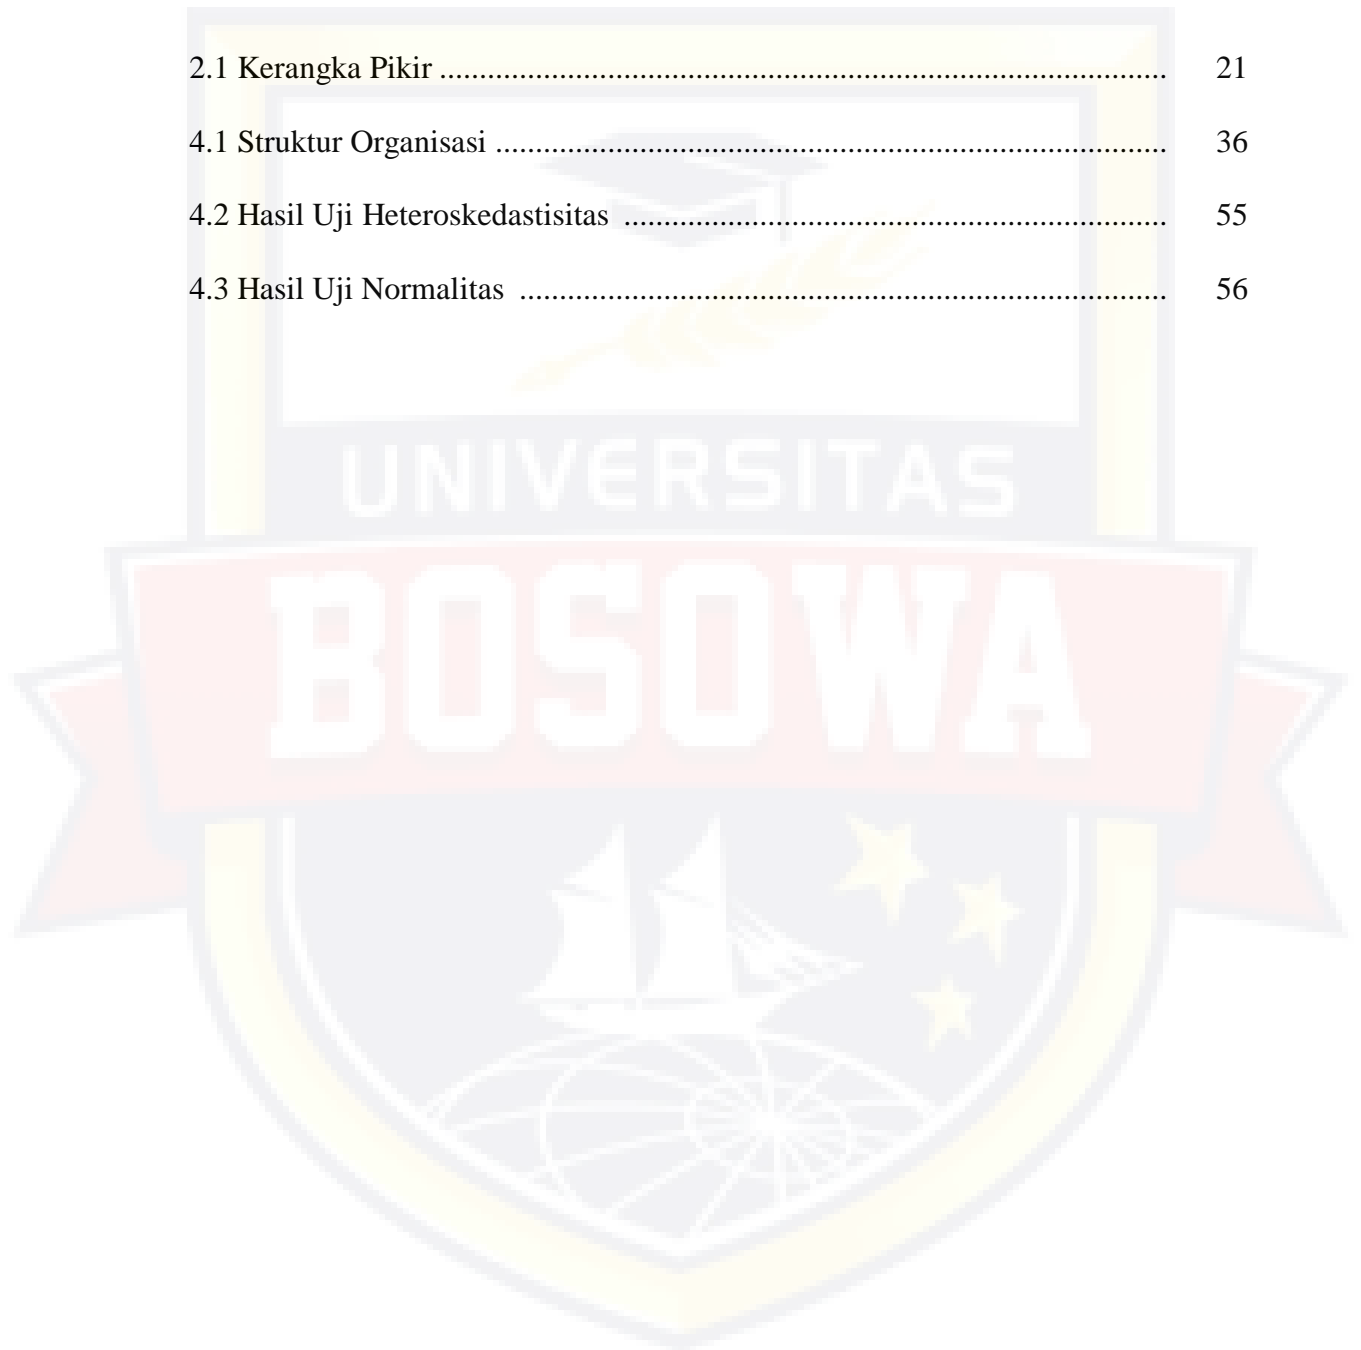 2.1 Kerangka Pikir ........................................................................................... 21
4.1 Struktur Organisasi .................................................................................... 36
4.2 Hasil Uji Heteroskedastisitas .................................................................... 55
4.3 Hasil Uji Normalitas ................................................................................. 56
UNIVERSITAS
BOSOWA